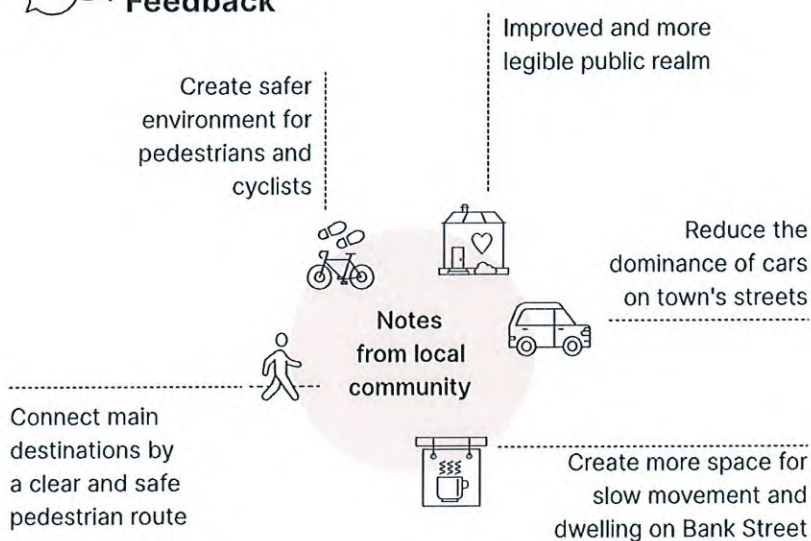 Feedback
Improved and more
legible public realm
Create safer
environment for
pedestrians and
cyclists
Reduce the
dominance of cars
on town's streets
Notes
from local
community
Connect main
destinations by
a clear and safe
pedestrian route
Create more space for
slow movement and
dwelling on Bank Street